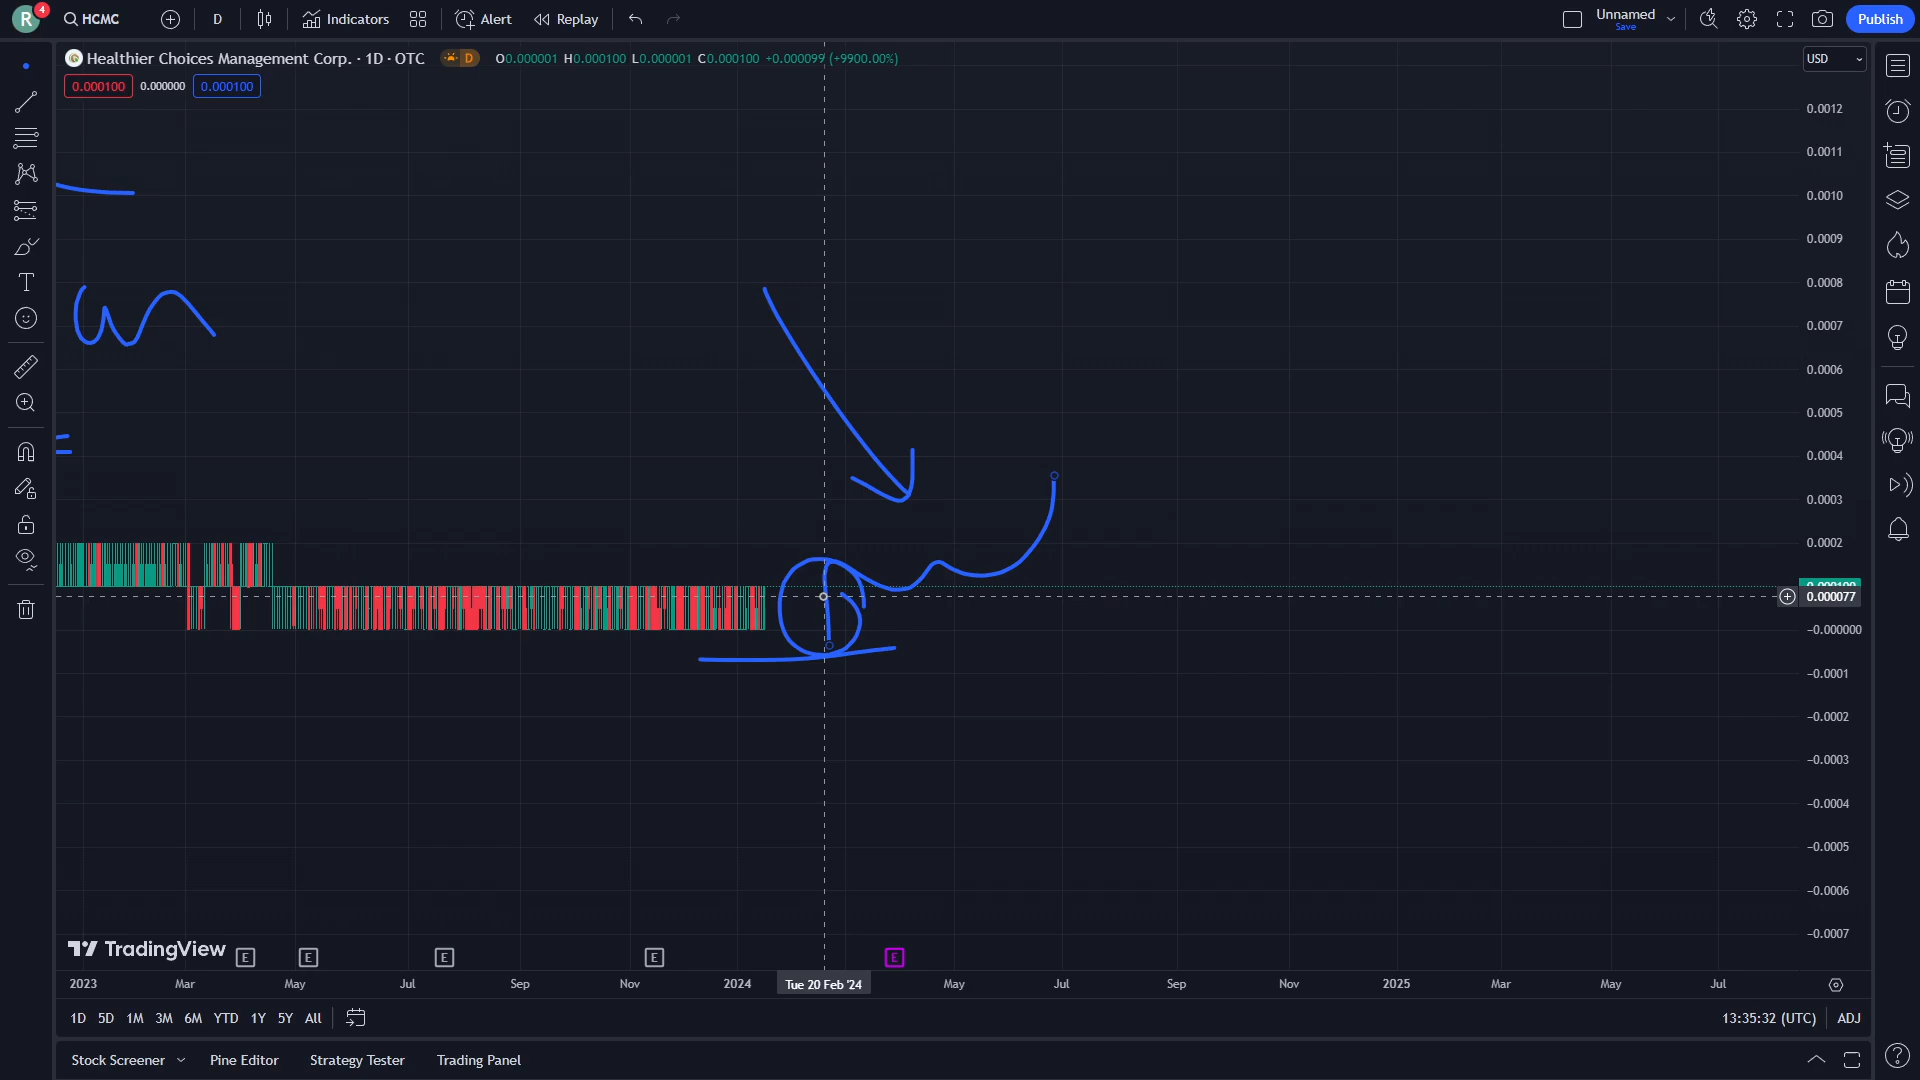 R 4 HCMC D Indicators Alert Replay Unnamed Save Publish
Healthier Choices Management Corp. · 1D · OTC D O0.000001 H0.000100 L0.000001 C0.000100 +0.000099 (+9900.00%) USD
0.000100 0.000000 0.000100
0.0012
0.0011
0.0010
0.0009
0.0008
0.0007
0.0006
0.0005
0.0004
0.0003
0.0002
0.000077
−0.000000
−0.0001
−0.0002
−0.0003
−0.0004
−0.0005
−0.0006
−0.0007
TradingView E E E E E
2023 Mar May Jul Sep Nov 2024 Tue 20 Feb '24 May Jul Sep Nov 2025 Mar May Jul
1D 5D 1M 3M 6M YTD 1Y 5Y All 13:35:32 (UTC) ADJ
Stock Screener Pine Editor Strategy Tester Trading Panel